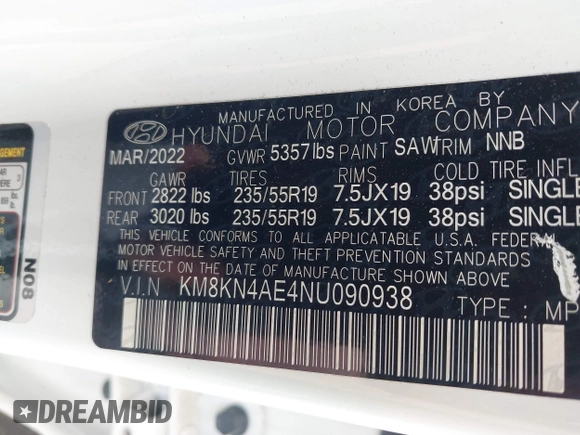 MANUFACTURED IN KOREA BY
HYUNDAI MOTOR COMPANY
MAR/2022 GVWR 5357lbs PAINT SAW TRIM NNB
GAWR TIRES RIMS COLD TIRE INFL
FRONT 2822 lbs 235/55R19 7.5JX19 38psi SINGLE
REAR 3020 lbs 235/55R19 7.5JX19 38psi SINGLE
THIS VEHICLE CONFORMS TO ALL APPLICATABLE U.S.A. FEDERAL
MOTOR VEHICLE SAFETY AND THEFT PREVENTION STANDARDS
IN EFFECT ON THE DATE OF MANUFACTURE SHOWN ABOVE.
V.I.N KM8KN4AE4NU090938 TYPE : MP
N08
DREAMBID